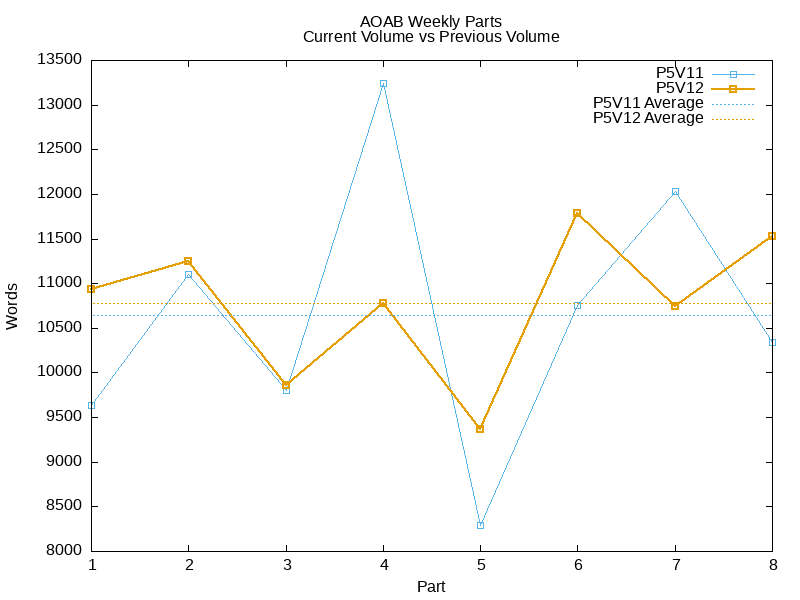 AOAB Weekly Parts
Current Volume vs Previous Volume
P5V11
P5V12
P5V11 Average
P5V12 Average
13500
13000
12500
12000
11500
11000
10500
10000
9500
9000
8500
8000
Words
1 2 3 4 5 6 7 8
Part